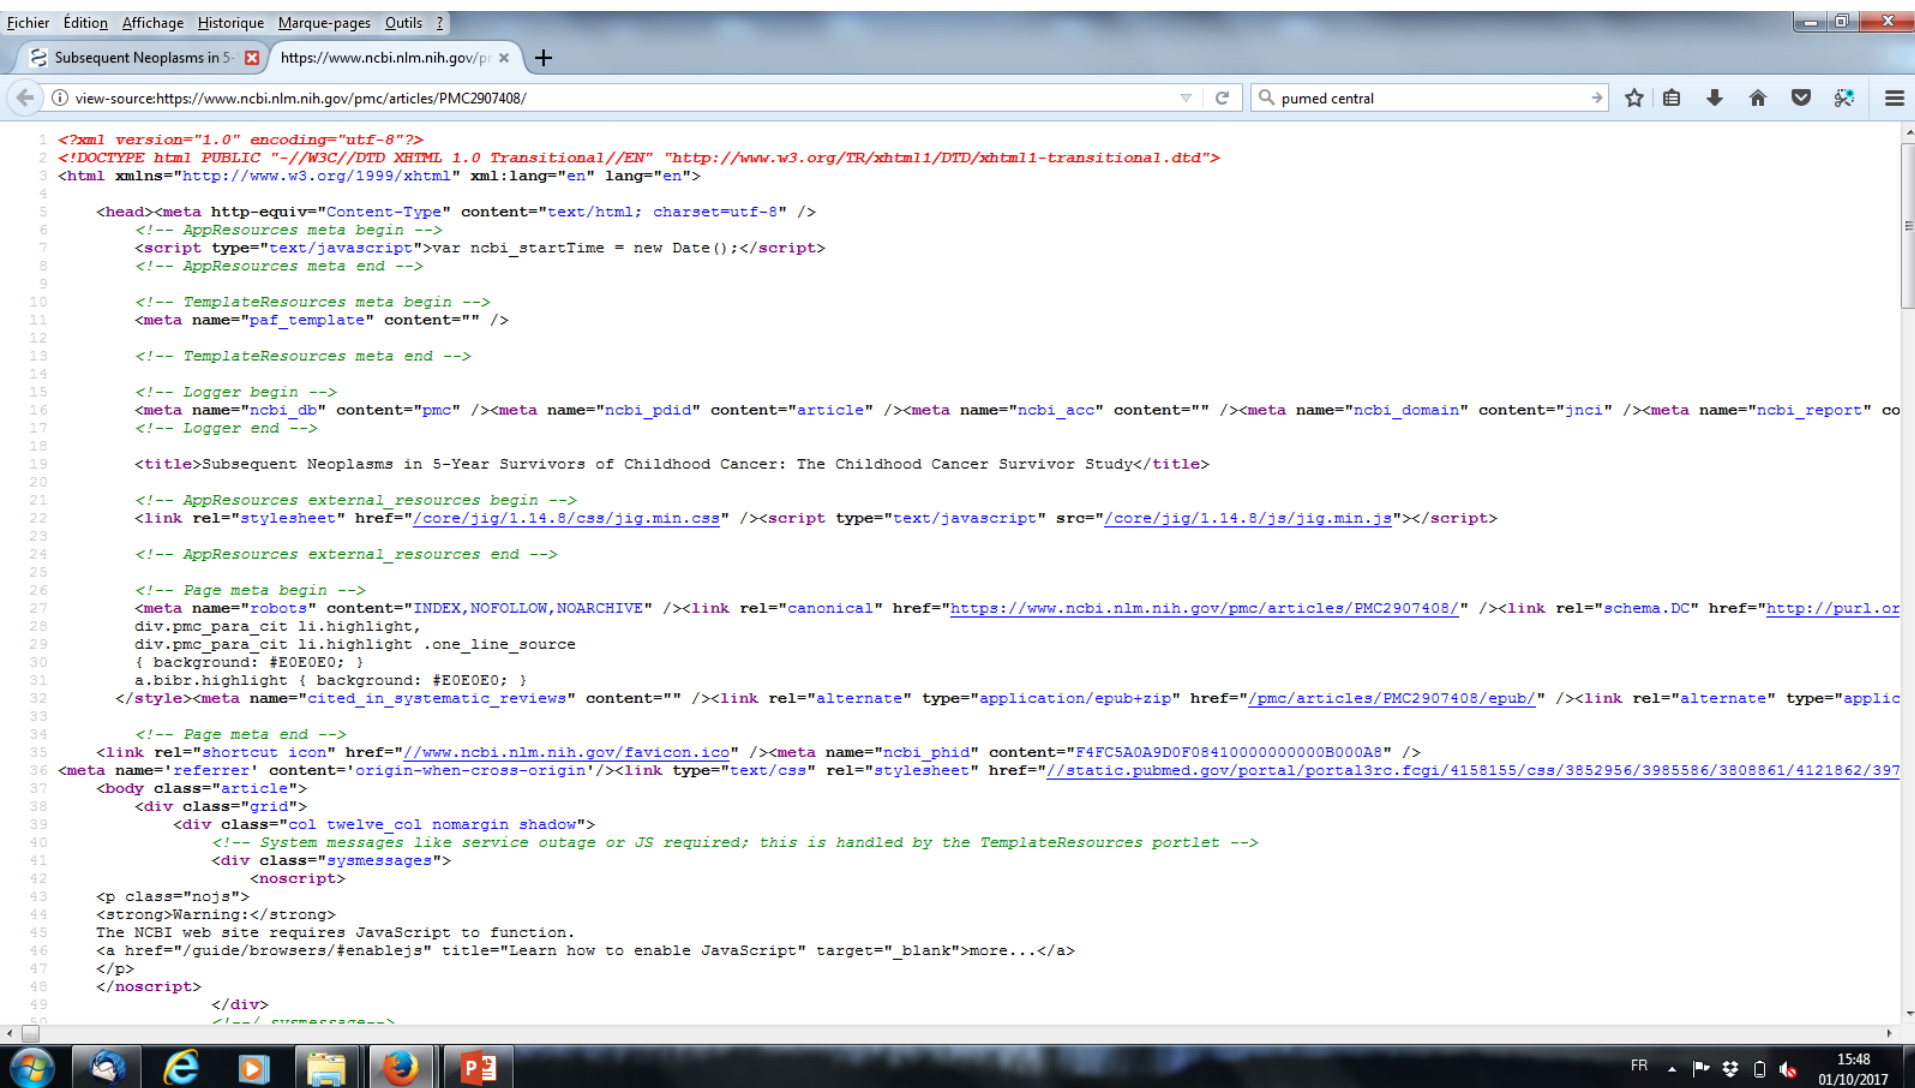 Fichier Édition Affichage Historique Marque-pages Outils ?
Subsequent Neoplasms in 5-
https://www.ncbi.nlm.nih.gov/p
view-source:https://www.ncbi.nlm.nih.gov/pmc/articles/PMC2907408/
pumed central
1 <?xml version="1.0" encoding="utf-8"?>
2 <!DOCTYPE html PUBLIC "-//W3C//DTD XHTML 1.0 Transitional//EN" "http://www.w3.org/TR/xhtml1/DTD/xhtml1-transitional.dtd">
3 <html xmlns="http://www.w3.org/1999/xhtml" xml:lang="en" lang="en">
4
5 <head><meta http-equiv="Content-Type" content="text/html; charset=utf-8" />
6 <!-- AppResources meta begin -->
7 <script type="text/javascript">var ncbi_startTime = new Date();</script>
8 <!-- AppResources meta end -->
9
10 <!-- TemplateResources meta begin -->
11 <meta name="paf_template" content="" />
12
13 <!-- TemplateResources meta end -->
14
15 <!-- Logger begin -->
16 <meta name="ncbi_db" content="pmc" /><meta name="ncbi_pdid" content="article" /><meta name="ncbi_acc" content="" /><meta name="ncbi_domain" content="jnci" /><meta name="ncbi_report" co
17 <!-- Logger end -->
18
19 <title>Subsequent Neoplasms in 5-Year Survivors of Childhood Cancer: The Childhood Cancer Survivor Study</title>
20
21 <!-- AppResources external_resources begin -->
22 <link rel="stylesheet" href="/core/jig/1.14.8/css/jig.min.css" /><script type="text/javascript" src="/core/jig/1.14.8/js/jig.min.js"></script>
23
24 <!-- AppResources external_resources end -->
25
26 <!-- Page meta begin -->
27 <meta name="robots" content="INDEX,NOFOLLOW,NOARCHIVE" /><link rel="canonical" href="https://www.ncbi.nlm.nih.gov/pmc/articles/PMC2907408/" /><link rel="schema.DC" href="http://purl.or
28 div.pmc_para_cit li.highlight,
29 div.pmc_para_cit li.highlight .one_line_source
30 { background: #E0E0E0; }
31 a.bibr.highlight { background: #E0E0E0; }
32 </style><meta name="cited_in_systematic_reviews" content="" /><link rel="alternate" type="application/epub+zip" href="/pmc/articles/PMC2907408/epub/" /><link rel="alternate" type="applic
33
34 <!-- Page meta end -->
35 <link rel="shortcut icon" href="//www.ncbi.nlm.nih.gov/favicon.ico" /><meta name="ncbi_phid" content="F4FC5A0A9D0F08410000000000B000A8" />
36 <meta name='referrer' content='origin-when-cross-origin'/><link type="text/css" rel="stylesheet" href="//static.pubmed.gov/portal/portal3rc.fcgi/4158155/css/3852956/3985586/3808861/4121862/397
37 <body class="article">
38 <div class="grid">
39 <div class="col twelve_col nomargin shadow">
40 <!-- System messages like service outage or JS required; this is handled by the TemplateResources portlet -->
41 <div class="sysmessages">
42 <noscript>
43 <p class="nojs">
44 <strong>Warning:</strong>
45 The NCBI web site requires JavaScript to function.
46 <a href="/guide/browsers/#enablejs" title="Learn how to enable JavaScript" target="_blank">more...</a>
47 </p>
48 </noscript>
49 </div>
50 <!--/.sysmessage-->
FR
15:48
01/10/2017